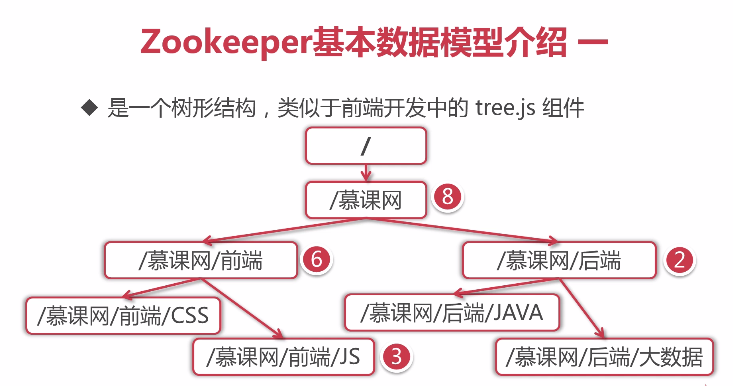 Zookeeper基本数据模型介绍 一
◆ 是一个树形结构，类似于前端开发中的 tree.js 组件
/
/慕课网 8
/慕课网/前端 6 /慕课网/后端 2
/慕课网/前端/CSS /慕课网/后端/JAVA
/慕课网/前端/JS 3 /慕课网/后端/大数据